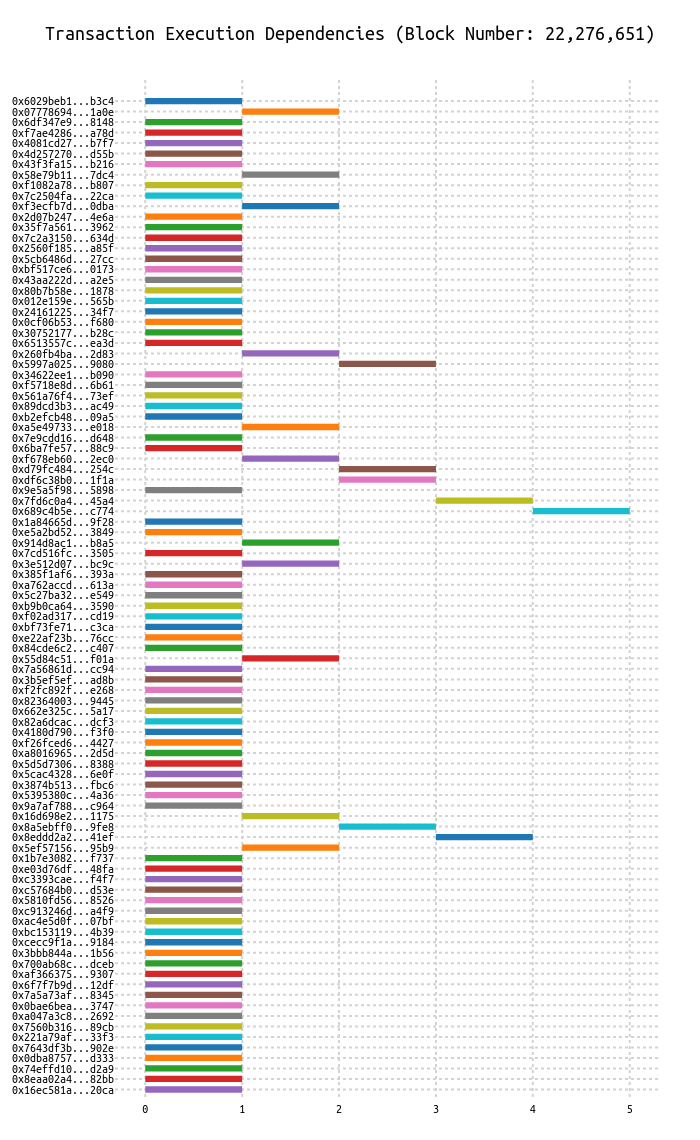 Transaction Execution Dependencies (Block Number: 22,276,651)
0x6029beb1...b3c4
0x07778694...1a0e
0x6df347e9...8148
0xf7ae4286...a78d
0x4081cd27...b7f7
0x4d257270...d55b
0x43f3fa15...b216
0x58e79b11...7dc4
0xf1082a78...b807
0x7c2504fa...22ca
0xf3ecfb7d...0dba
0x2d07b247...4e6a
0x35f7a561...3962
0x7c2a3150...634d
0x2560f185...a85f
0x5cb6486d...27cc
0xbf517ce6...0173
0x43aa222d...a2e5
0x80b7b58e...1878
0x012e159e...565b
0x24161225...34f7
0x0cf06b53...f680
0x30752177...b28c
0x6513557c...ea3d
0x260fb4ba...2d83
0x5997a025...9080
0x34622ee1...b090
0xf5718e8d...6b61
0x561a76f4...73ef
0x89dcd3b3...ac49
0xb2efcb48...09a5
0xa5e49733...e018
0x7e9cdd16...d648
0x6ba7fe57...88c9
0xf678eb60...2ec0
0xd79fc484...254c
0xdf6c38b0...1f1a
0x9e5a5f98...5898
0x7fd6c0a4...45a4
0x689c4b5e...c774
0x1a84665d...9f28
0xe5a2bd52...3849
0x914d8ac1...b8a5
0x7cd516fc...3505
0x3e512d07...bc9c
0x385f1af6...393a
0xa762accd...613a
0x5c27ba32...e549
0xb9b0ca64...3590
0xf02ad317...cd19
0xbf73fe71...c3ca
0xe22af23b...76cc
0x84cde6c2...c407
0x55d84c51...f01a
0x7a56861d...cc94
0x3b5ef5ef...ad8b
0xf2fc892f...e268
0x82364003...9445
0x662e325c...5a17
0x82a6dcac...dcf3
0x4180d790...f3f0
0xf26fced6...4427
0xa8016965...2d5d
0x5d5d7306...8388
0x5cac4328...6e0f
0x3874b513...fbc6
0x5395380c...4a36
0x9a7af788...c964
0x16d698e2...1175
0x8a5ebff0...9fe8
0x8eddd2a2...41ef
0x5ef57156...95b9
0x1b7e3082...f737
0xe03d76df...48fa
0xc3393cae...f4f7
0xc57684b0...d53e
0x5810fd56...8526
0xc913246d...a4f9
0xac4e5d0f...07bf
0xbc153119...4b39
0xcecc9f1a...9184
0x3bbb844a...1b56
0x700ab68c...dceb
0xaf366375...9307
0x6f7f7b9d...12df
0x7a5a73af...8345
0x0bae6bea...3747
0xa047a3c8...2692
0x7560b316...89cb
0x221a79af...33f3
0x7643df3b...902e
0x0dba8757...d333
0x74effd10...d2a9
0x8eaa02a4...82bb
0x16ec581a...20ca
0 1 2 3 4 5